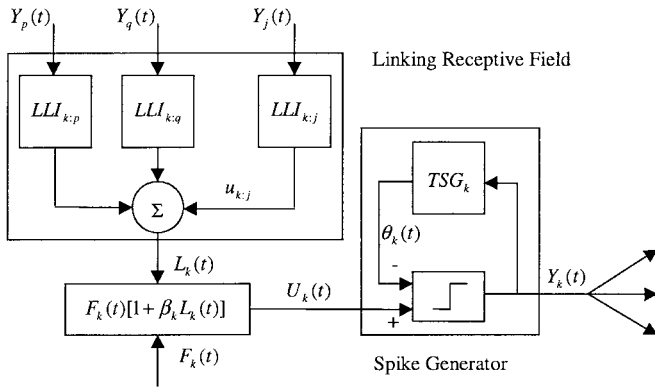 Y_p(t) Y_q(t) Y_j(t)
Linking Receptive Field
LLI_{k:p} LLI_{k:q} LLI_{k:j}
TSG_k
u_{k:j}
Σ
θ_k(t)
L_k(t)
-
Y_k(t)
F_k(t)[1+β_k L_k(t)]
U_k(t)
+
F_k(t)
Spike Generator